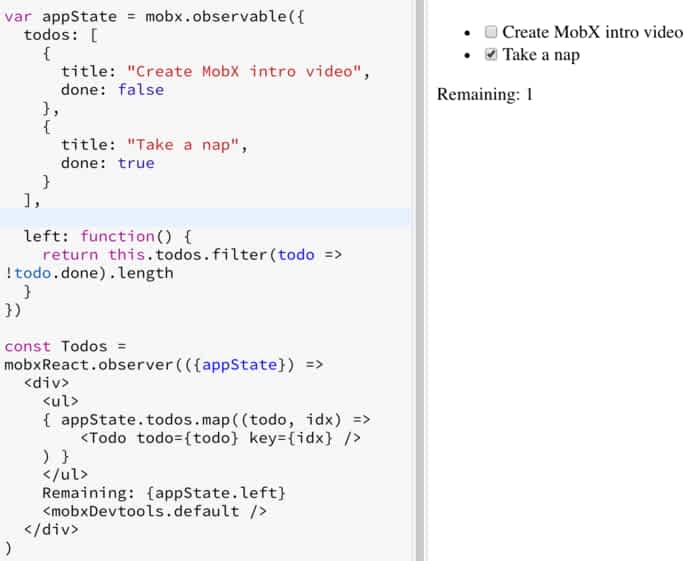 var appState = mobx.observable({
  todos: [
    {
      title: "Create MobX intro video",
      done: false
    },
    {
      title: "Take a nap",
      done: true
    }
  ],

  left: function() {
    return this.todos.filter(todo =>
!todo.done).length
  }
})

const Todos =
mobxReact.observer(({appState}) =>
  <div>
    <ul>
    { appState.todos.map((todo, idx) =>
        <Todo todo={todo} key={idx} />
    ) }
    </ul>
    Remaining: {appState.left}
    <mobxDevtools.default />
  </div>
)
Create MobX intro video
Take a nap
Remaining: 1